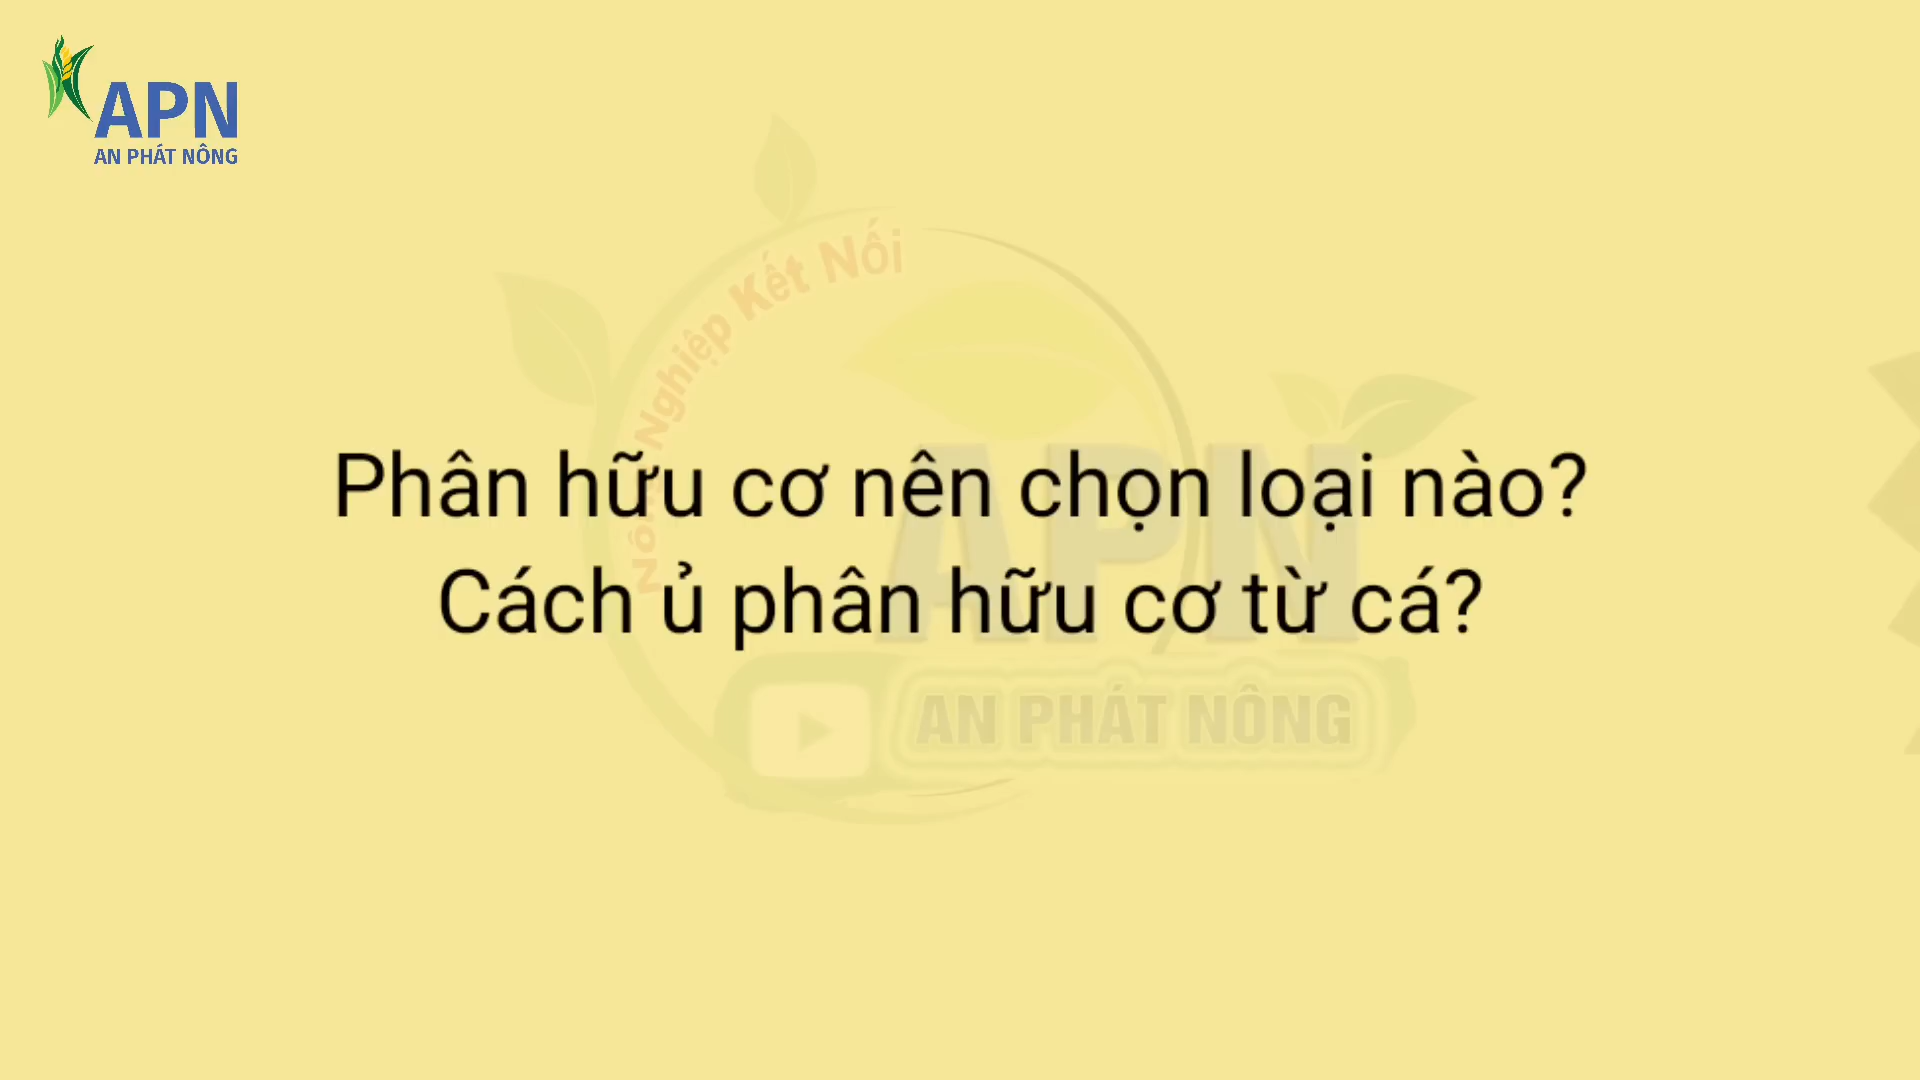 APN
AN PHÁT NÔNG
Nông Nghiệp Kết Nối
Phân hữu cơ nên chọn loại nào?
Cách ủ phân hữu cơ từ cá?
APN
AN PHÁT NÔNG